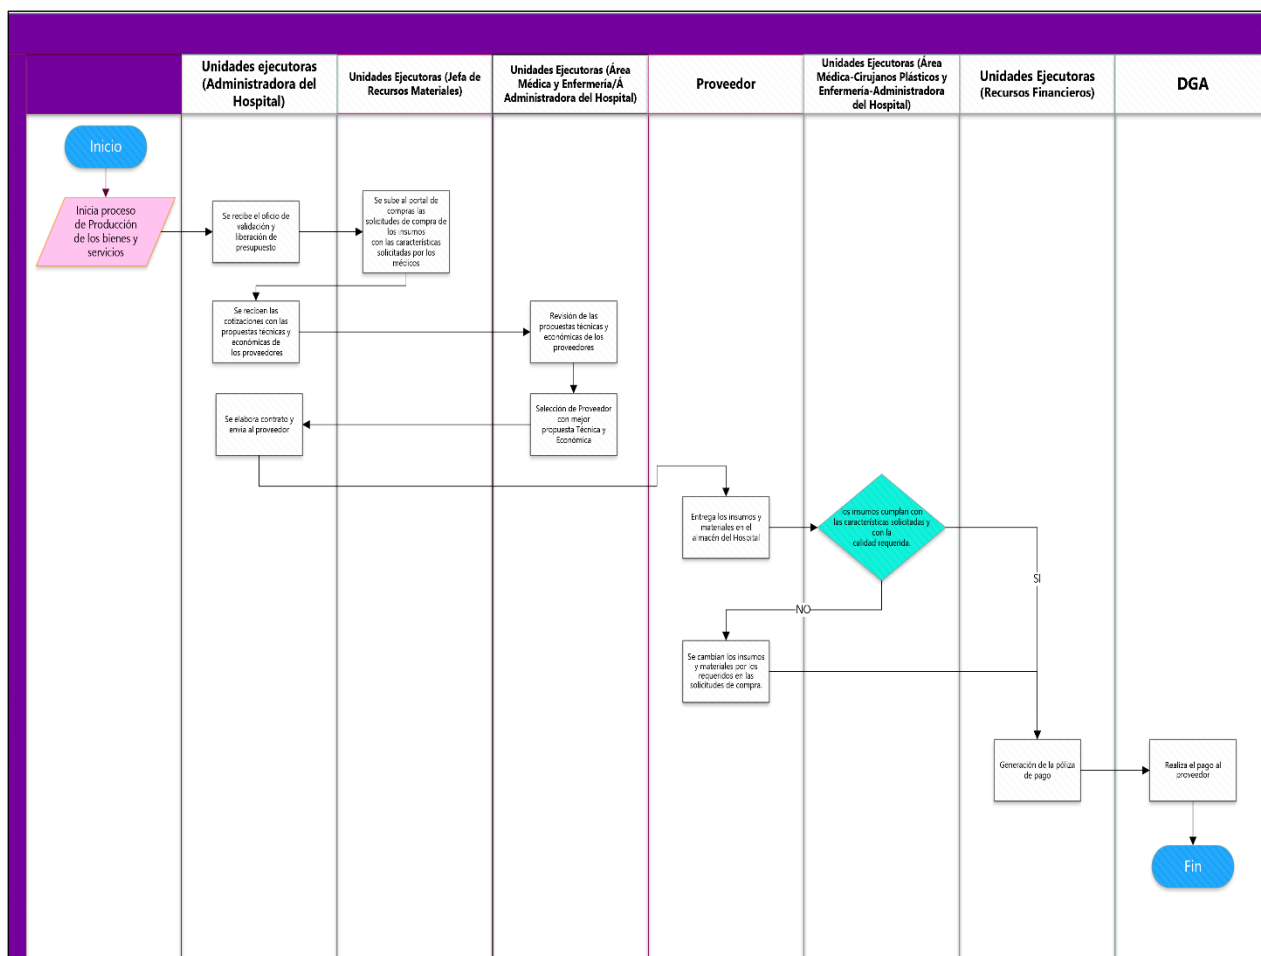 Unidades ejecutoras
(Administradora del
Hospital)
Unidades Ejecutoras (Jefa de
Recursos Materiales)
Unidades Ejecutoras (Área
Médica y Enfermería/Á
Administradora del Hospital)
Proveedor
Unidades Ejecutoras (Área
Médica-Cirujanos Plásticos y
Enfermería-Administradora
del Hospital)
Unidades Ejecutoras
(Recursos Financieros)
DGA
Inicio
Inicia proceso
de Producción
de los bienes y
servicios
Se recibe el oficio de
validación y
liberación de
presupuesto
Se sube al portal de
compras las
solicitudes de compra de
los insumos
con las características
solicitadas por los
médicos
Se reciben las
cotizaciones con las
propuestas técnicas y
económicas de
los proveedores
Revisión de las
propuestas técnicas y
económicas de los
proveedores
Se elabora contrato y
envia al proveedor
Selección de Proveedor
con mejor
propuesta Técnica y
Económica
Entrega los insumos y
materiales en el
almacén del Hospital
los insumos cumplan con
las características solicitadas y
con la
calidad requerida.
SI
NO
Se cambian los insumos
y materiales por los
requeridos en las
solicitudes de compra.
Generación de la póliza
de pago
Realiza el pago al
proveedor
Fin